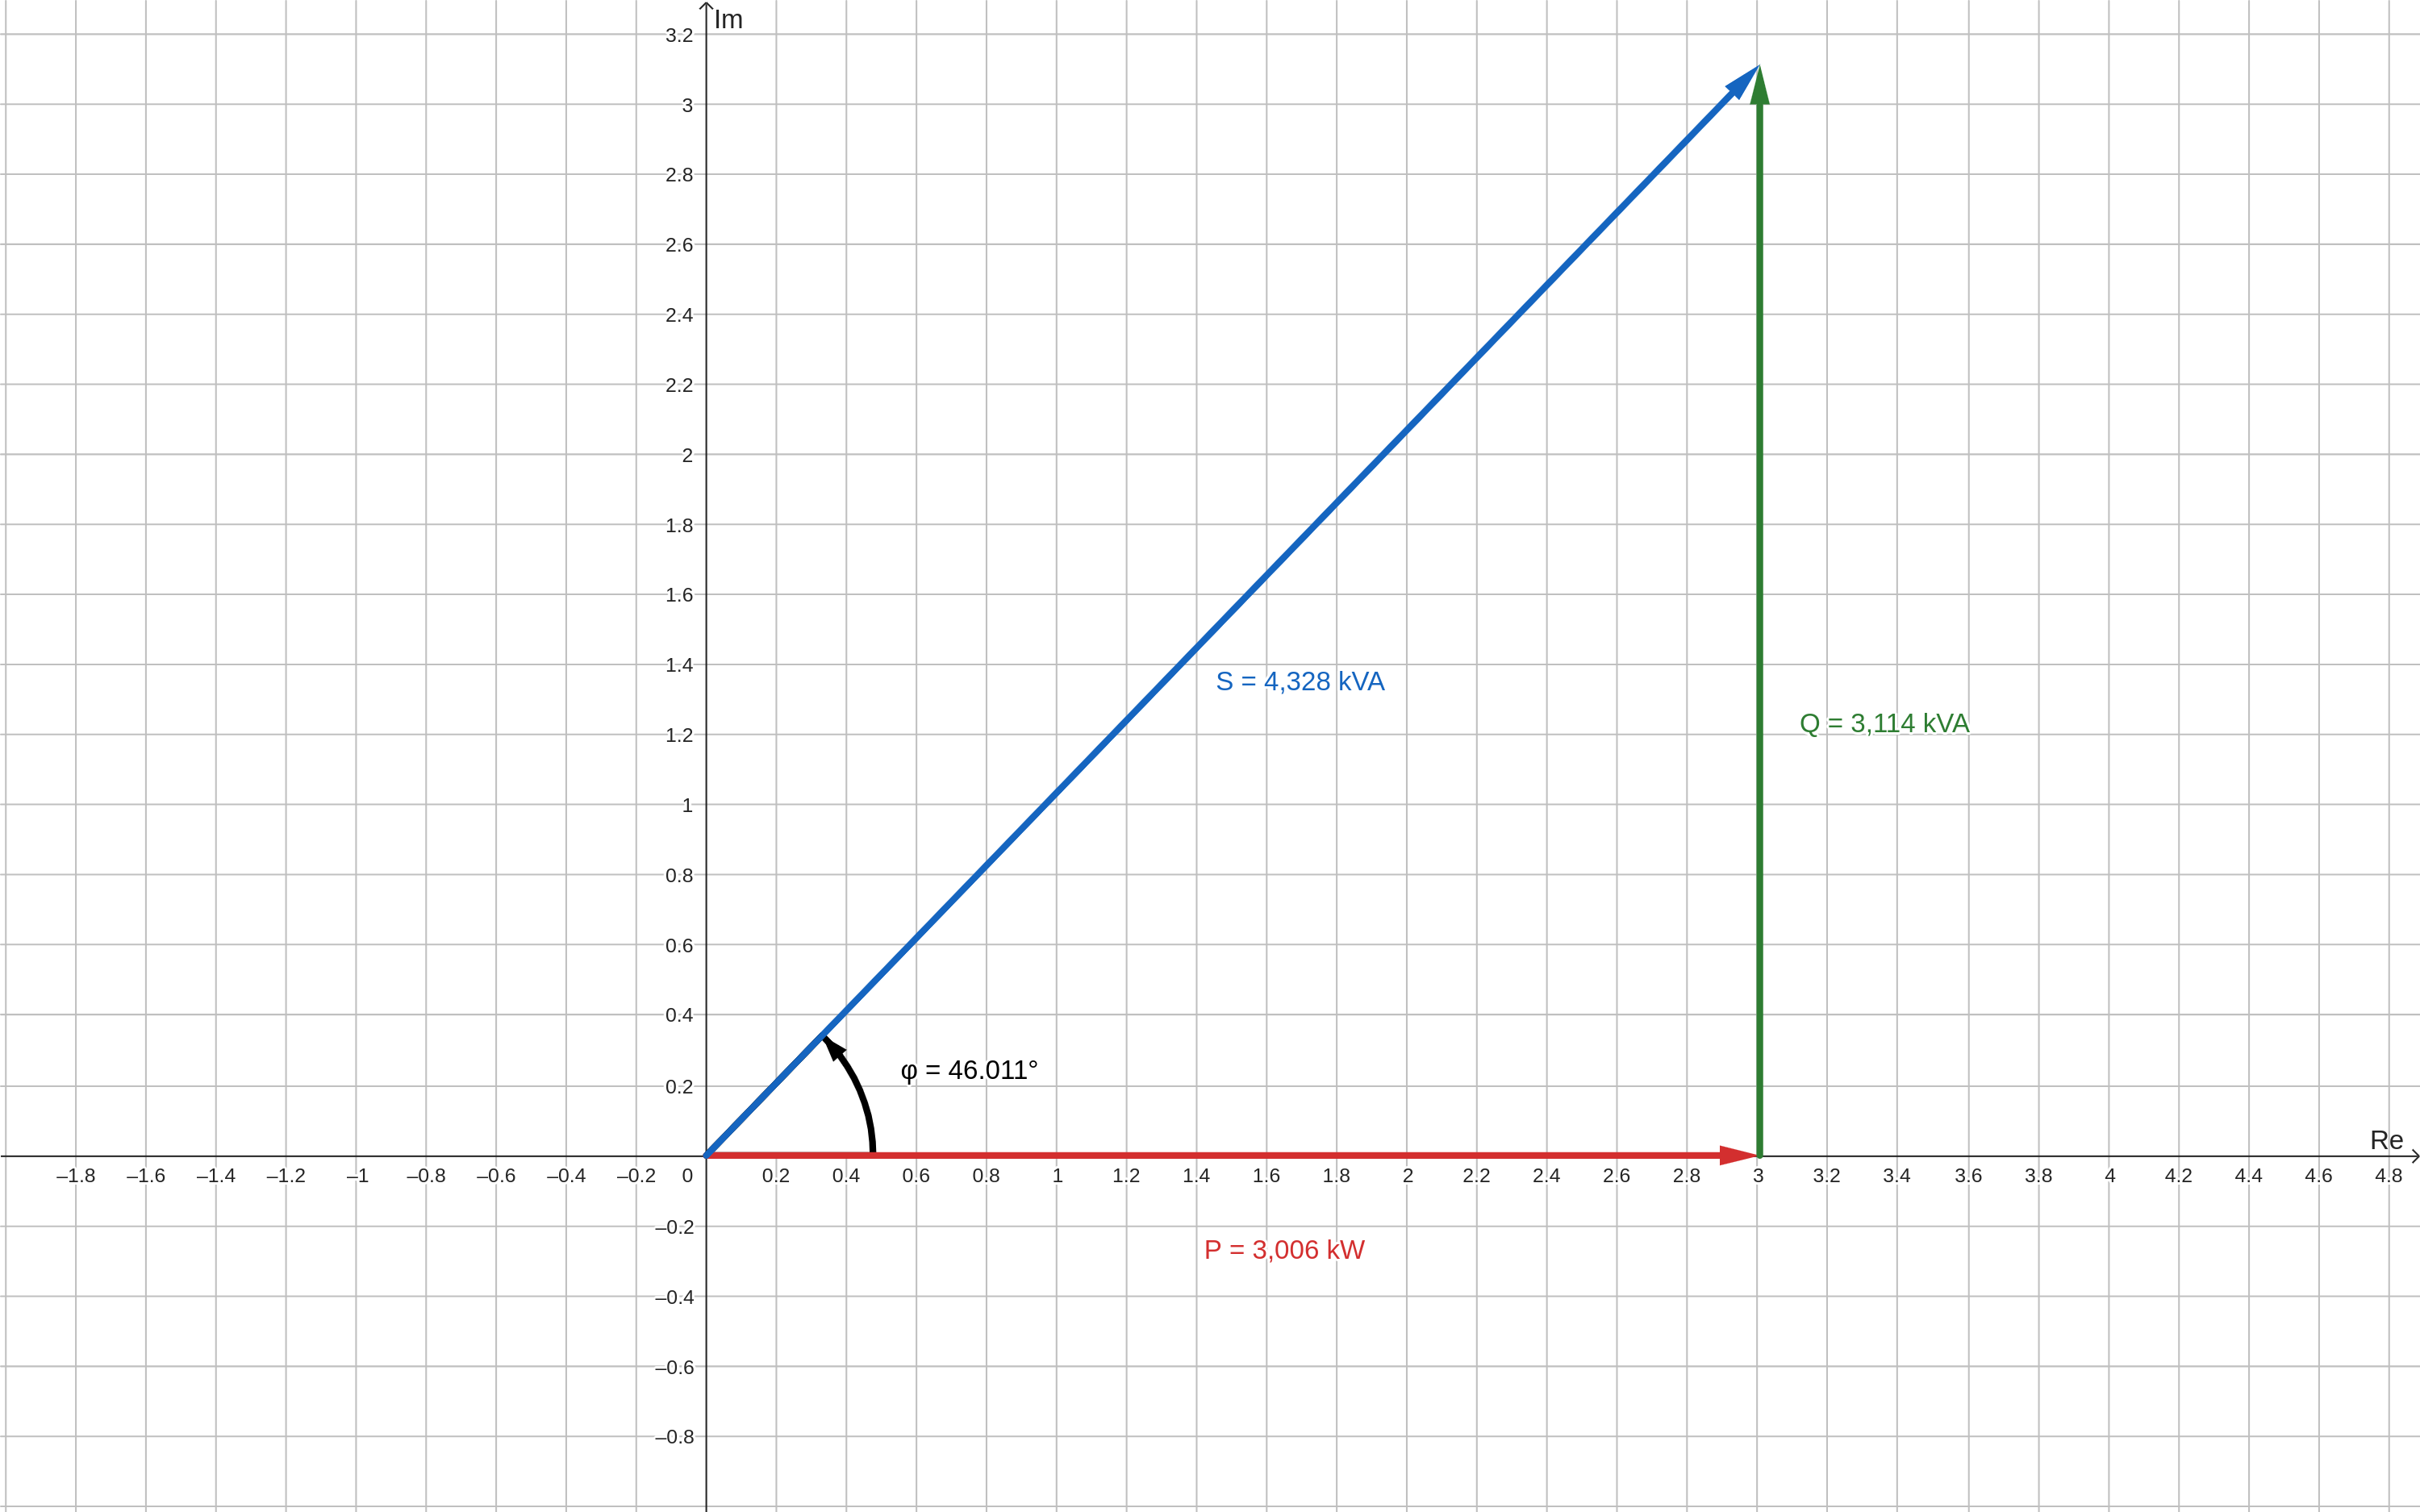 Im
3.2
3
2.8
2.6
2.4
2.2
2
1.8
1.6
1.4
S = 4,328 kVA
Q = 3,114 kVA
1.2
1
0.8
0.6
0.4
φ = 46.011°
0.2
Re
–1.8 –1.6 –1.4 –1.2 –1 –0.8 –0.6 –0.4 –0.2 0 0.2 0.4 0.6 0.8 1 1.2 1.4 1.6 1.8 2 2.2 2.4 2.6 2.8 3 3.2 3.4 3.6 3.8 4 4.2 4.4 4.6 4.8
–0.2
P = 3,006 kW
–0.4
–0.6
–0.8